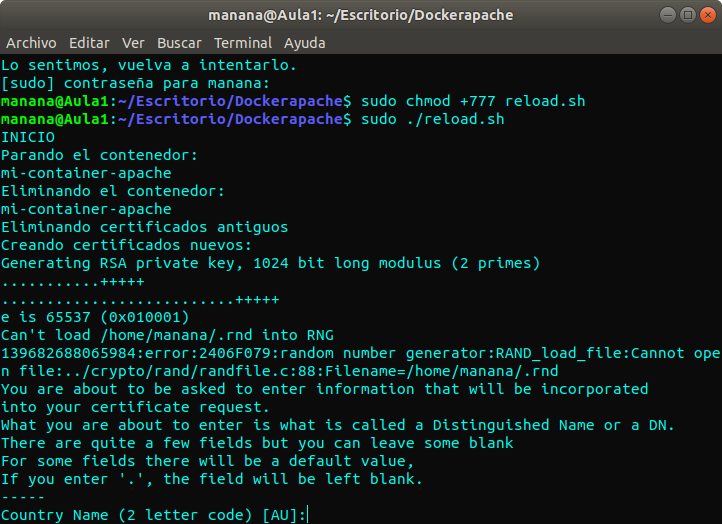 manana@Aula1: ~/Escritorio/Dockerapache
Archivo Editar Ver Buscar Terminal Ayuda
Lo sentimos, vuelva a intentarlo.
[sudo] contraseña para manana:
manana@Aula1:~/Escritorio/Dockerapache$ sudo chmod +777 reload.sh
manana@Aula1:~/Escritorio/Dockerapache$ sudo ./reload.sh
INICIO
Parando el contenedor:
mi-container-apache
Eliminando el contenedor:
mi-container-apache
Eliminando certificados antiguos
Creando certificados nuevos:
Generating RSA private key, 1024 bit long modulus (2 primes)
...........+++++
..........................+++++
e is 65537 (0x010001)
Can't load /home/manana/.rnd into RNG
139682688065984:error:2406F079:random number generator:RAND_load_file:Cannot ope
n file:../crypto/rand/randfile.c:88:Filename=/home/manana/.rnd
You are about to be asked to enter information that will be incorporated
into your certificate request.
What you are about to enter is what is called a Distinguished Name or a DN.
There are quite a few fields but you can leave some blank
For some fields there will be a default value,
If you enter '.', the field will be left blank.
-----
Country Name (2 letter code) [AU]: